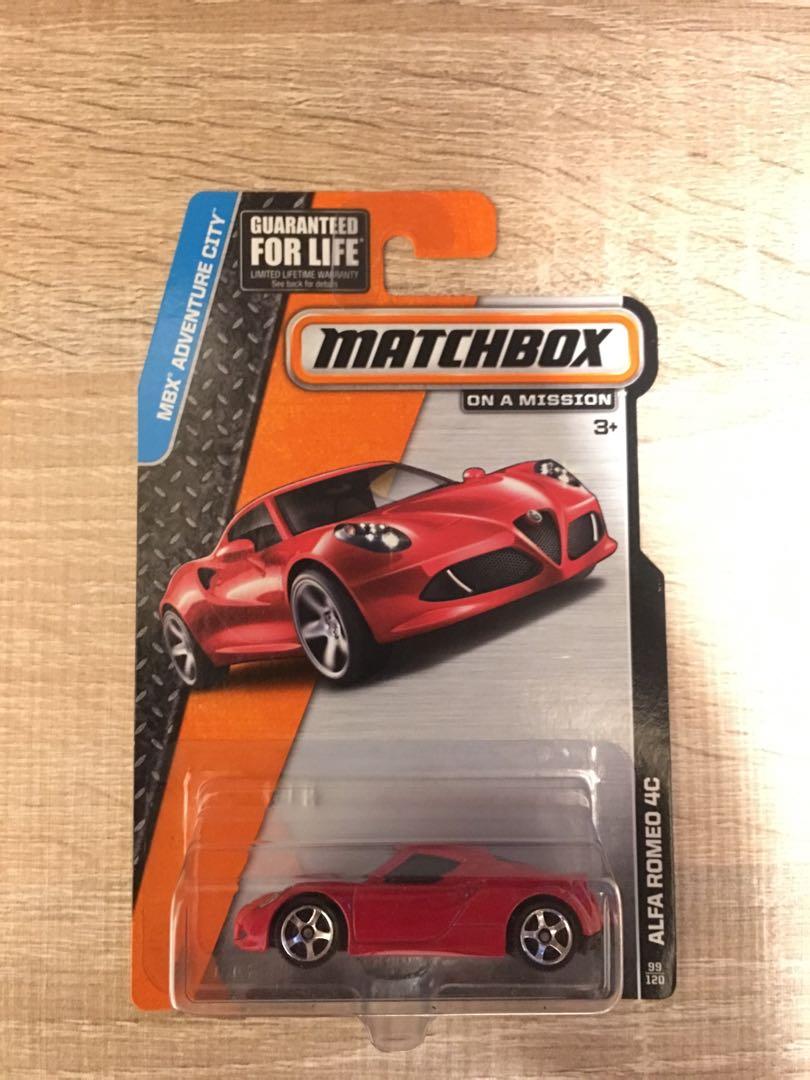 GUARANTEED
FOR LIFE®
LIMITED LIFETIME WARRANTY
See back for details
MBX® ADVENTURE CITY™
MATCHBOX
ON A MISSION
3+
ALFA ROMEO 4C
99
120